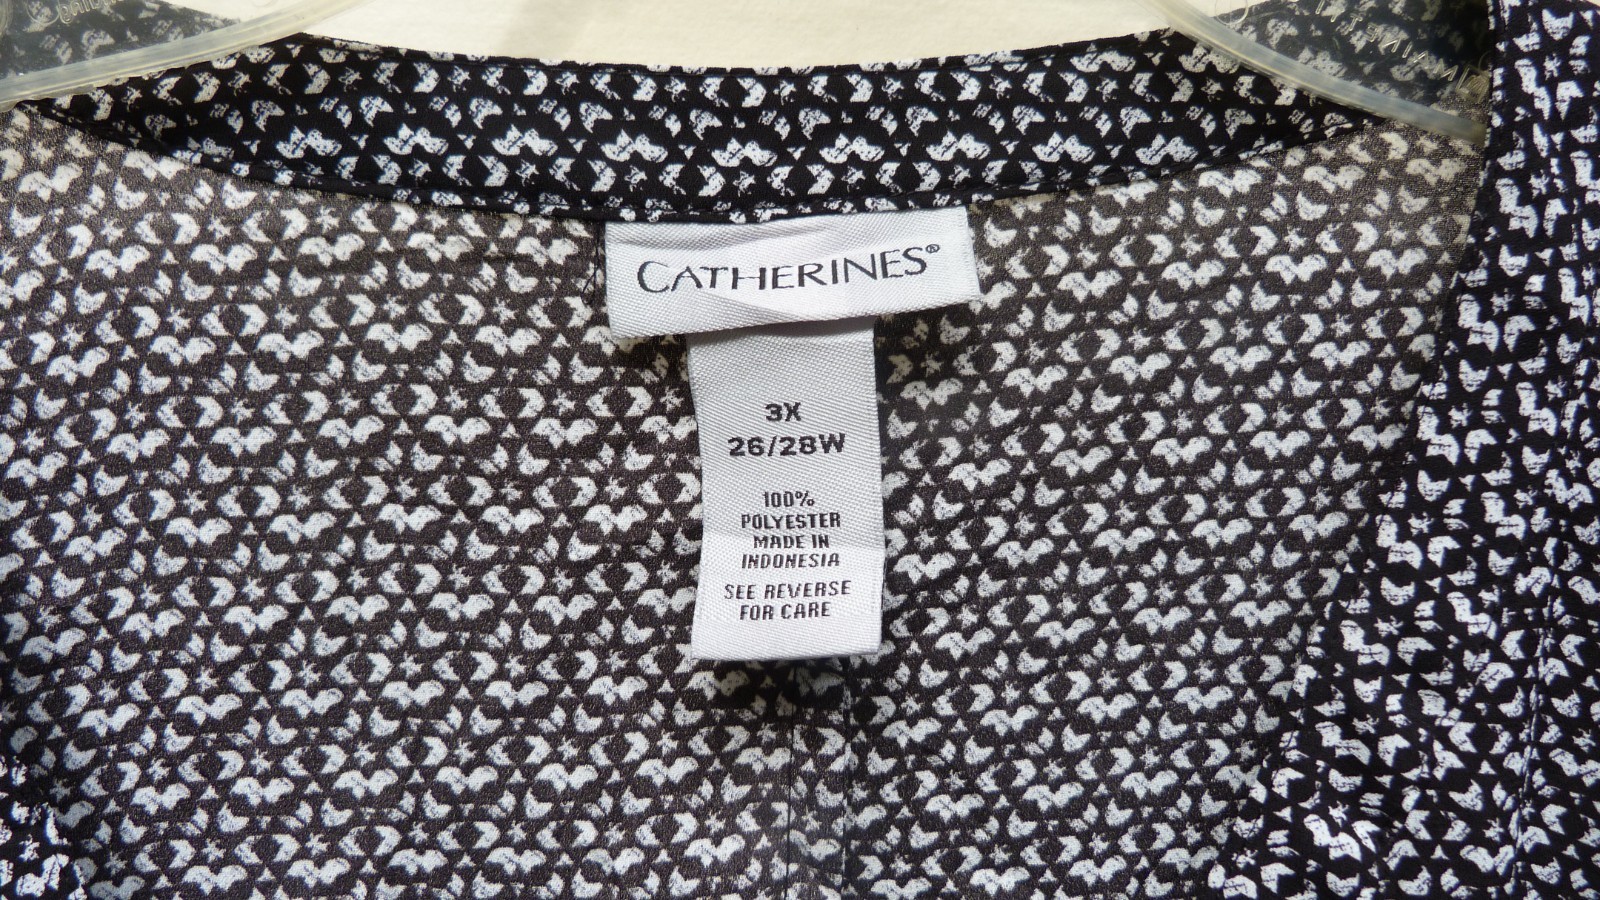 CATHERINES®
3X
26/28W
100%
POLYESTER
MADE IN
INDONESIA
SEE REVERSE
FOR CARE